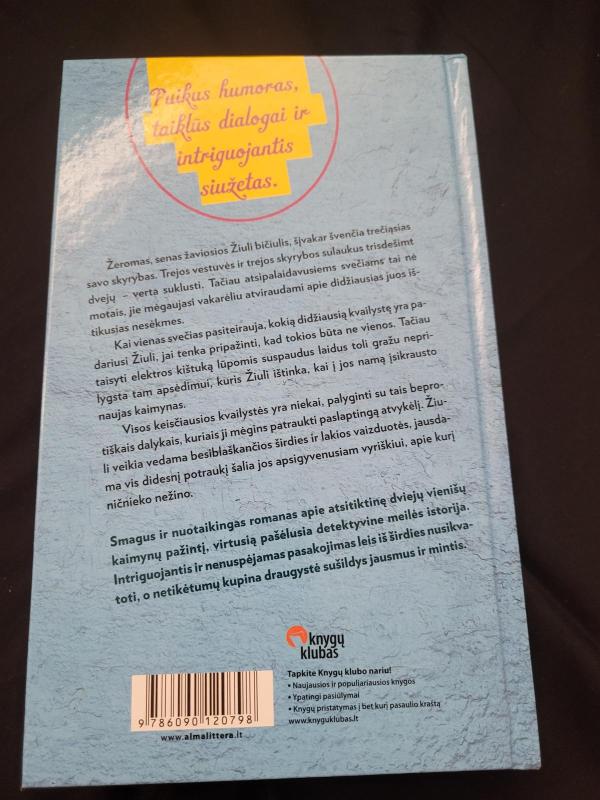 Puikus humoras,
taiklūs dialogai ir
intriguojantis
siužetas.
Žeromas, senas žaviosios Žiuli bičiulis, šįvakar švenčia trečiąsias
savo skyrybas. Trejos vestuvės ir trejos skyrybos sulaukus trisdešimt
dvejų – verta suklusti. Tačiau atsipalaidavusiems svečiams tai nė
motais, jie mėgaujasi vakarėliu atviraudami apie didžiausias juos iš-
tikusias nesėkmes.
Kai vienas svečias pasiteirauja, kokią didžiausią kvailystę yra pa-
dariusi Žiuli, jai tenka pripažinti, kad tokios būta ne vienos. Tačiau
taisyti elektros kištuką lūpomis suspaudus laidus toli gražu nepri-
lygsta tam apsėdimui, kuris Žiuli ištinka, kai į jos namą įsikrausto
naujas kaimynas.
Visos keisčiausios kvailystės yra niekai, palyginti su tais bepro-
tiškais dalykais, kuriais ji mėgins patraukti paslaptingą atvykėlį. Žiu-
li veikia vedama besiblaškančios širdies ir lakios vaizduotės, jausda-
ma vis didesnį potraukį šalia jos apsigyvenusiam vyriškiui, apie kurį
ničnieko nežino.
Smagus ir nuotaikingas romanas apie atsitiktinę dviejų vienišų
kaimynų pažintį, virtusią pašėlusia detektyvine meilės istorija.
Intriguojantis ir nenuspėjamas pasakojimas leis iš širdies nusikva-
toti, o netikėtumų kupina draugystė sušildys jausmus ir mintis.
knygų
klubas
Tapkite Knygų klubo nariu!
• Naujausios ir populiariausios knygos
• Ypatingi pasiūlymai
• Knygų pristatymas į bet kurį pasaulio kraštą
www.knyguklubas.lt
9 786090 120798
www.almalittera.lt